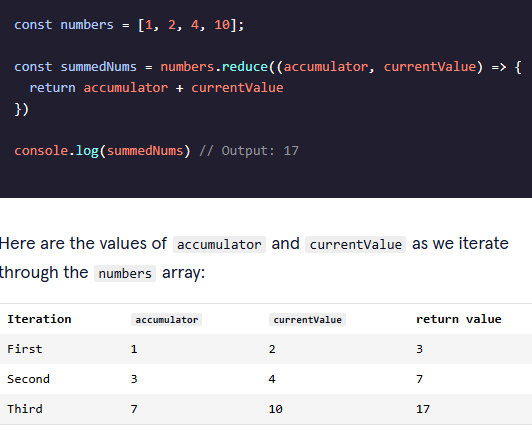 const numbers = [1, 2, 4, 10];
const summedNums = numbers.reduce((accumulator, currentValue) => {
  return accumulator + currentValue
})
console.log(summedNums) // Output: 17
Here are the values of accumulator and currentValue as we iterate
through the numbers array:
Iteration accumulator currentValue return value
First 1 2 3
Second 3 4 7
Third 7 10 17